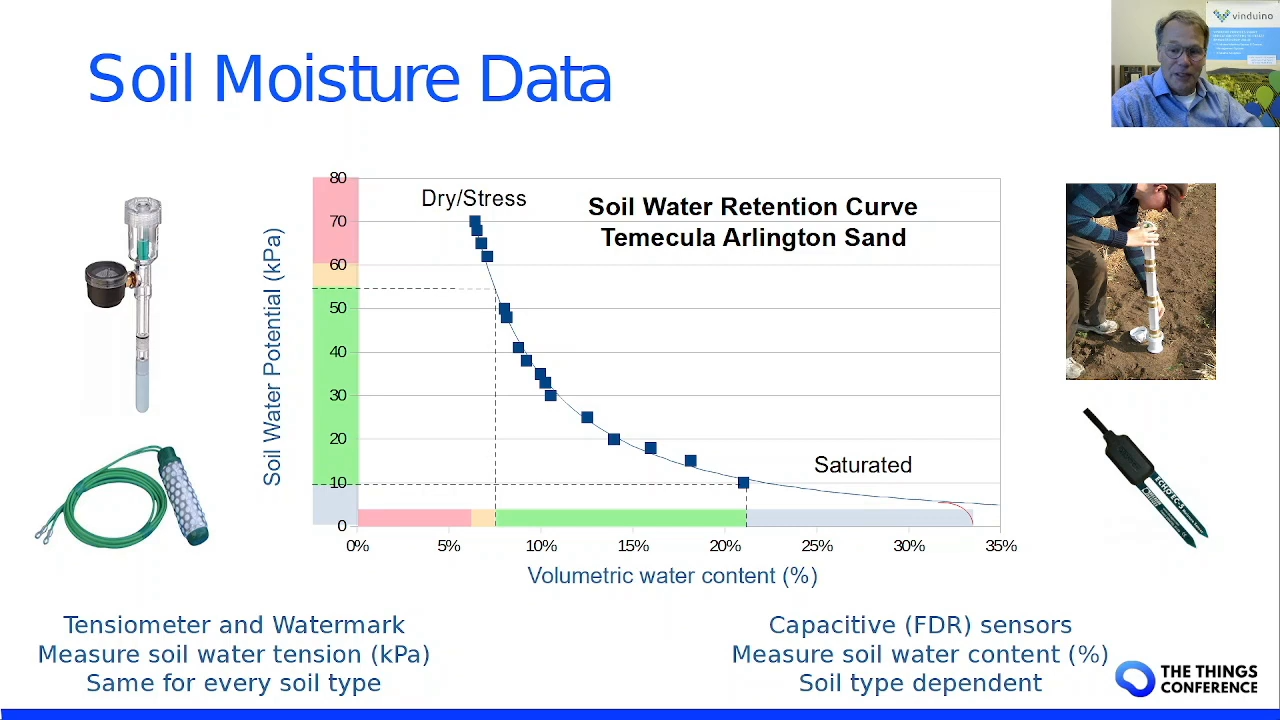 Soil Moisture Data
vinduino
80
70
60
50
40
30
20
10
0
Soil Water Potential (kPa)
Dry/Stress
Soil Water Retention Curve
Temecula Arlington Sand
Saturated
0%
5%
10%
15%
20%
25%
30%
35%
Volumetric water content (%)
ECHO EC-5
Tensiometer and Watermark
Measure soil water tension (kPa)
Same for every soil type
Capacitive (FDR) sensors
Measure soil water content (%)
Soil type dependent
THE THINGS
CONFERENCE